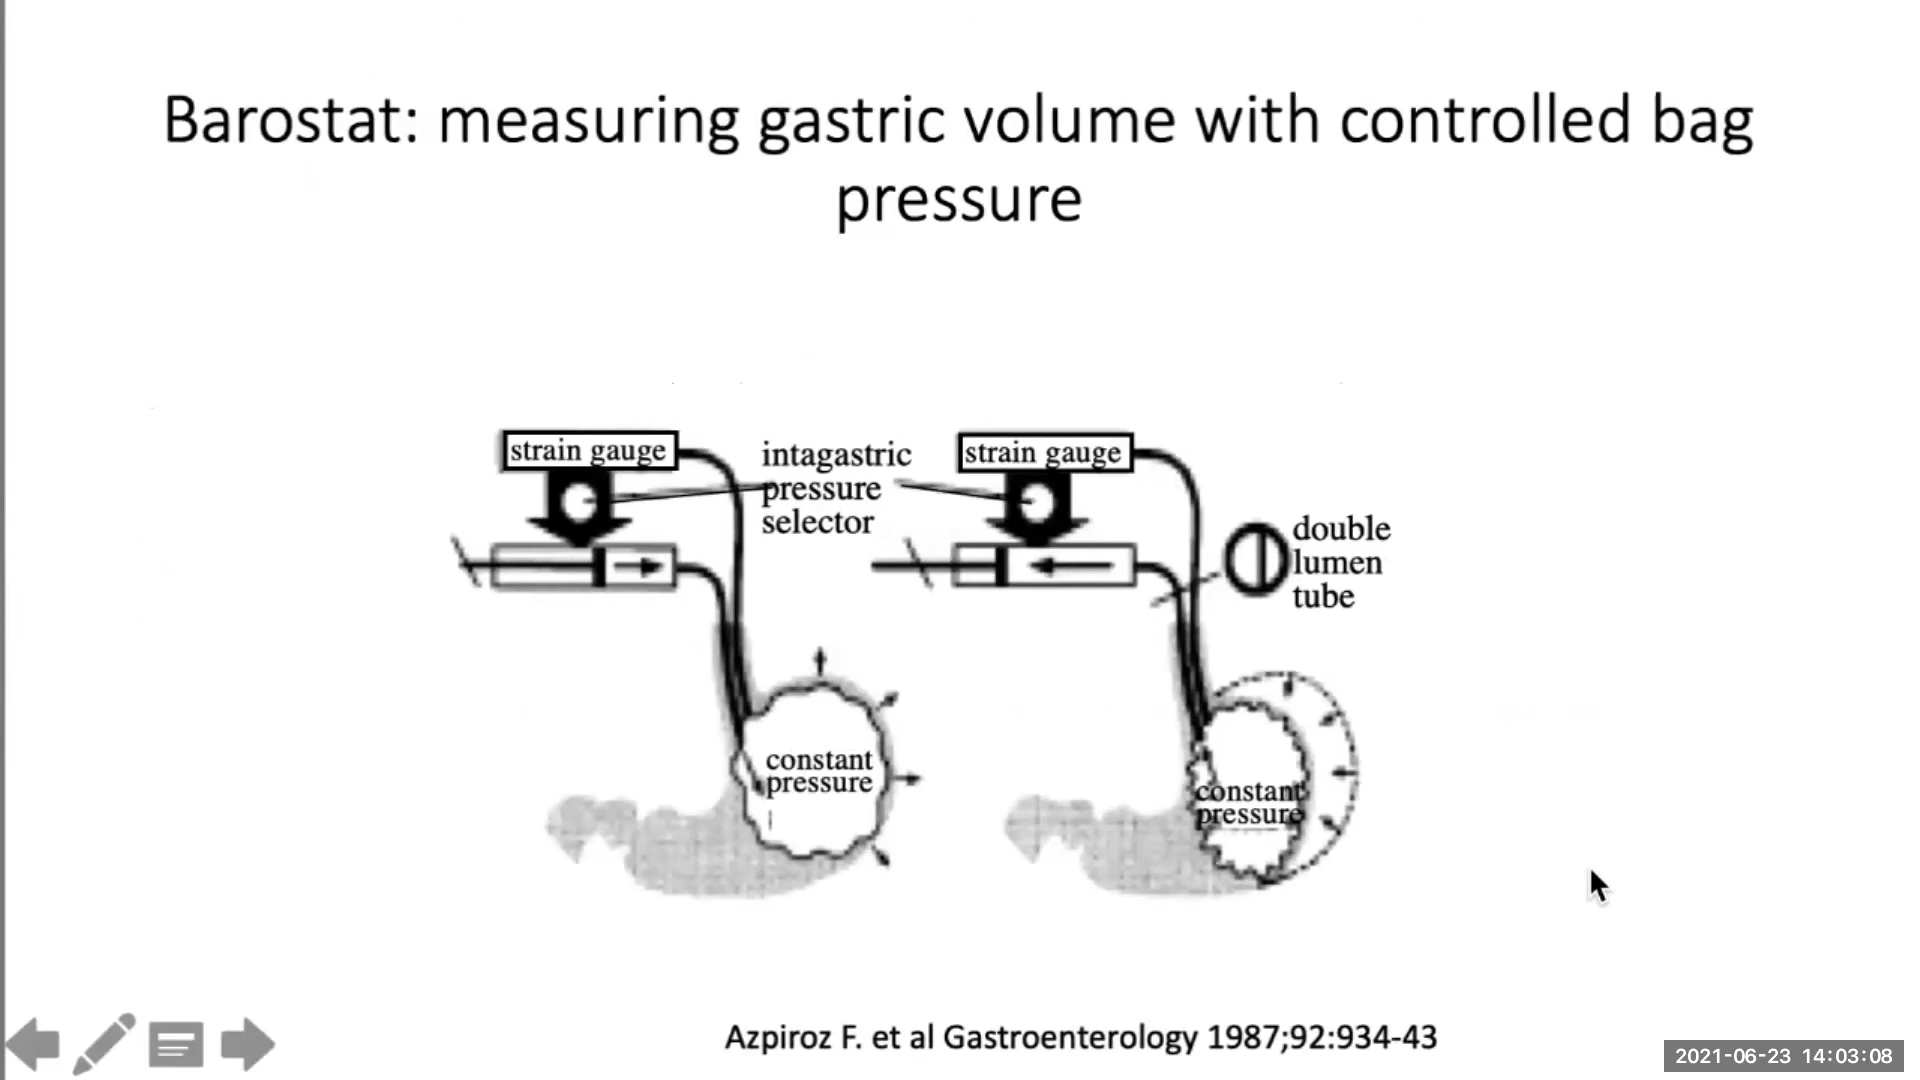 Barostat: measuring gastric volume with controlled bag
pressure
strain gauge
intagastric
pressure
selector
strain gauge
double
lumen
tube
constant
pressure
constant
pressure
Azpiroz F. et al Gastroenterology 1987;92:934-43
2021-06-23 14:03:08